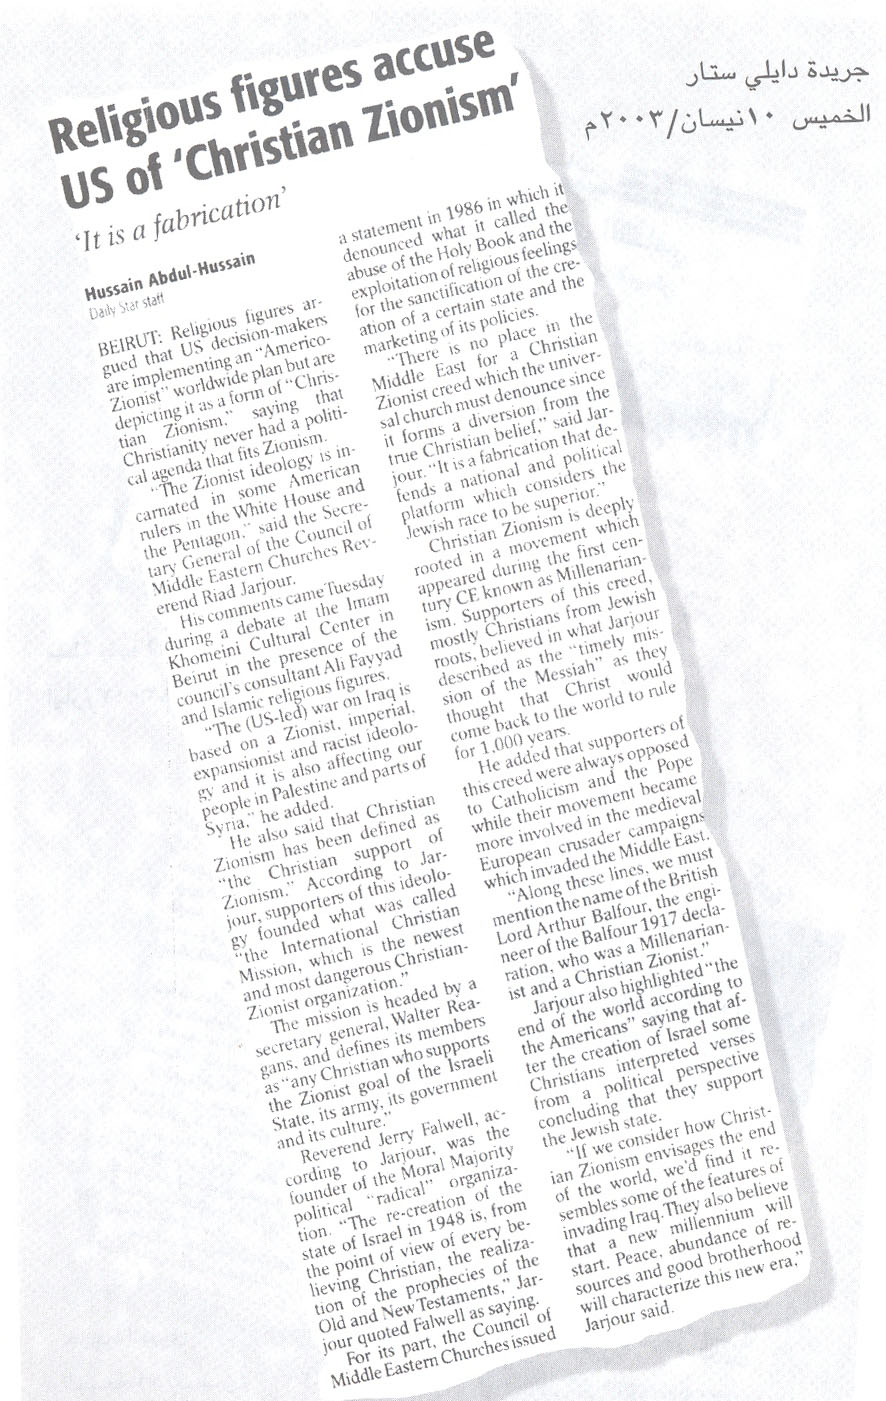 جريدة دايلي ستار
الخميس ١٠نيسان/٢٠٠٣م
Religious figures accuse
US of ‘Christian Zionism’
‘It is a fabrication’
Hussain Abdul-Hussain
Daily Star staff
BEIRUT: Religious figures ar-
gued that US decision-makers
are implementing an “Americo-
Zionist” worldwide plan but are
depicting it as a form of “Chris-
tian Zionism,” saying that
Christianity never had a politi-
cal agenda that fits Zionism.
“The Zionist ideology is in-
carnated in some American
rulers in the White House and
the Pentagon,” said the Secre-
tary General of the Council of
Middle Eastern Churches Rev-
erend Riad Jarjour.
His comments came Tuesday
during a debate at the Imam
Khomeini Cultural Center in
Beirut in the presence of the
council’s consultant Ali Fayyad
and Islamic religious figures.
“The (US-led) war on Iraq is
based on a Zionist, imperial,
expansionist and racist ideolo-
gy and it is also affecting our
people in Palestine and parts of
Syria,” he added.
He also said that Christian
Zionism has been defined as
“the Christian support of
Zionism.” According to Jar-
jour, supporters of this ideolo-
gy founded what was called
“the International Christian
Mission, which is the newest
and most dangerous Christian-
Zionist organization.”
The mission is headed by a
secretary general, Walter Rea-
gans, and defines its members
as “any Christian who supports
the Zionist goal of the Israeli
State, its army, its government
and its culture.”
Reverend Jerry Falwell, ac-
cording to Jarjour, was the
founder of the Moral Majority
political “radical” organiza-
tion. “The re-creation of the
state of Israel in 1948 is, from
the point of view of every be-
lieving Christian, the realiza-
tion of the prophecies of the
Old and New Testaments,” Jar-
jour quoted Falwell as saying.
For its part, the Council of
Middle Eastern Churches issued
a statement in 1986 in which it
denounced what it called the
abuse of the Holy Book and the
exploitation of religious feelings
for the sanctification of the cre-
ation of a certain state and the
marketing of its policies.
“There is no place in the
Middle East for a Christian
Zionist creed which the univer-
sal church must denounce since
it forms a diversion from the
true Christian belief,” said Jar-
jour. “It is a fabrication that de-
fends a national and political
platform which considers the
Jewish race to be superior.”
Christian Zionism is deeply
rooted in a movement which
appeared during the first cen-
tury CE known as Millenarian-
ism. Supporters of this creed,
mostly Christians from Jewish
roots, believed in what Jarjour
described as the “timely mis-
sion of the Messiah” as they
thought that Christ would
come back to the world to rule
for 1,000 years.
He added that supporters of
this creed were always opposed
to Catholicism and the Pope
while their movement became
more involved in the medieval
European crusader campaigns
which invaded the Middle East.
“Along these lines, we must
mention the name of the British
Lord Arthur Balfour, the engi-
neer of the Balfour 1917 decla-
ration, who was a Millenarian-
ist and a Christian Zionist.”
Jarjour also highlighted “the
end of the world according to
the Americans” saying that af-
ter the creation of Israel some
Christians interpreted verses
from a political perspective
concluding that they support
the Jewish state.
“If we consider how Christ-
ian Zionism envisages the end
of the world, we’d find it re-
sembles some of the features of
invading Iraq. They also believe
that a new millennium will
start. Peace, abundance of re-
sources and good brotherhood
will characterize this new era,”
Jarjour said.